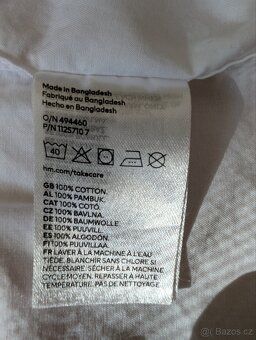 Made in Bangladesh
Fabriqué au Bangladesh
Hecho en Bangladesh
O/N 494460
P/N 1125710 7
40
hm.com/takecare
GB 100% COTTON.
AL 100% PAMBUK.
CAT 100% COTÓ.
CZ 100% BAVLNA.
DE 100% BAUMWOLLE
EE 100% PUUVILL.
ES 100% ALGODÓN.
FI 100% PUUVILLAA.
FR LAVER À LA MACHINE À L'EAU
TIÈDE. BLANCHIR SANS CHLORE SI
NÉCESSAIRE. SÉCHER À LA MACHINE
CYCLE MOYEN. REPASSER À HAUTE
TEMPÉRATURE. PAS DE NETTOYAGE
Bazoš.cz